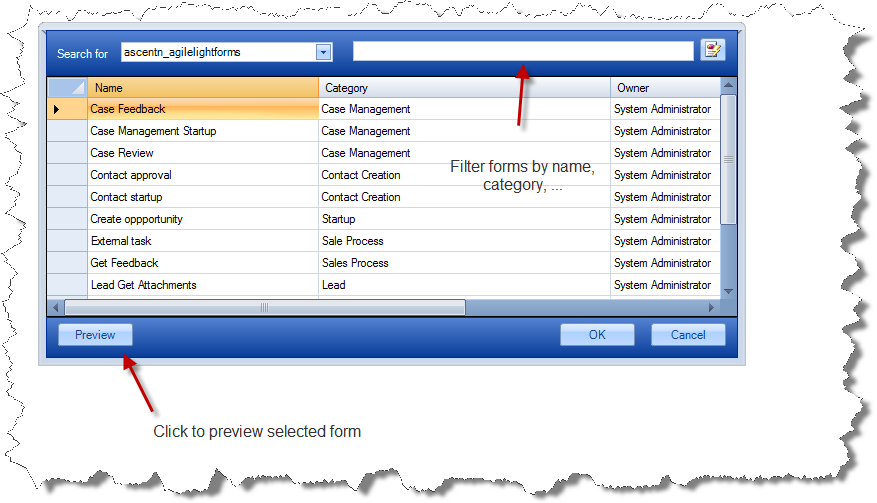 Search for ascentn_agilelightforms
Name Category Owner
Case Feedback Case Management System Administrator
Case Management Startup Case Management System Administrator
Case Review Case Management System Administrator
Contact approval Contact Creation System Administrator
Contact startup Contact Creation System Administrator
Create oppportunity Startup System Administrator
External task Sale Process System Administrator
Get Feedback Sales Process System Administrator
Lead Get Attachments Lead System Administrator
Filter forms by name,
category, ...
Preview OK Cancel
Click to preview selected form